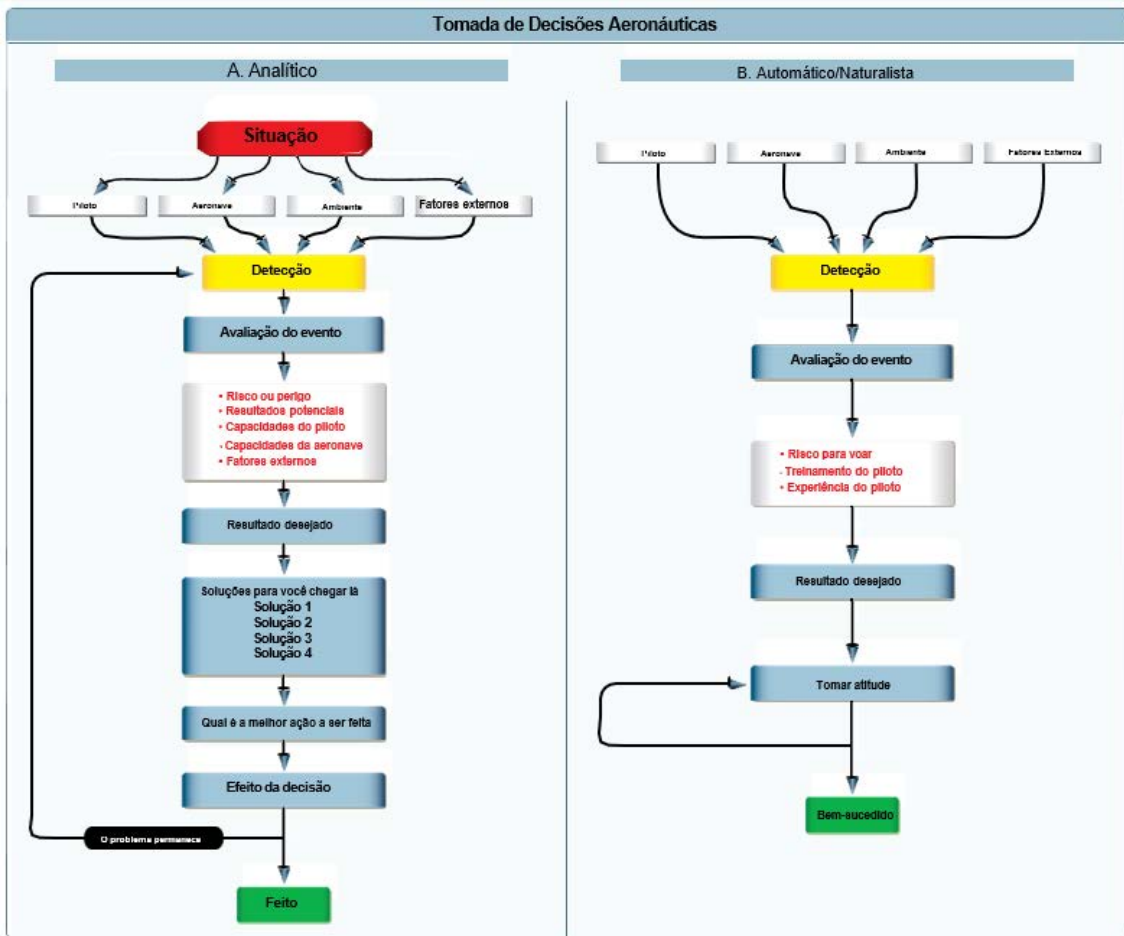 Tomada de Decisões Aeronáuticas
A. Analítico
Situação
Piloto
Aeronave
Ambiente
Fatores externos
Detecção
Avaliação do evento
• Risco ou perigo
• Resultados potenciais
• Capacidades do piloto
- Capacidades da aeronave
• Fatores externos
Resultado desejado
Soluções para você chegar lá
Solução 1
Solução 2
Solução 3
Solução 4
Qual é a melhor ação a ser feita
Efeito da decisão
O problema permanece
Feito
B. Automático/Naturalista
Piloto
Aeronave
Ambiente
Fatores Externos
Detecção
Avaliação do evento
• Risco para voar
- Treinamento do piloto
• Experiência do piloto
Resultado desejado
Tomar atitude
Bem-sucedido